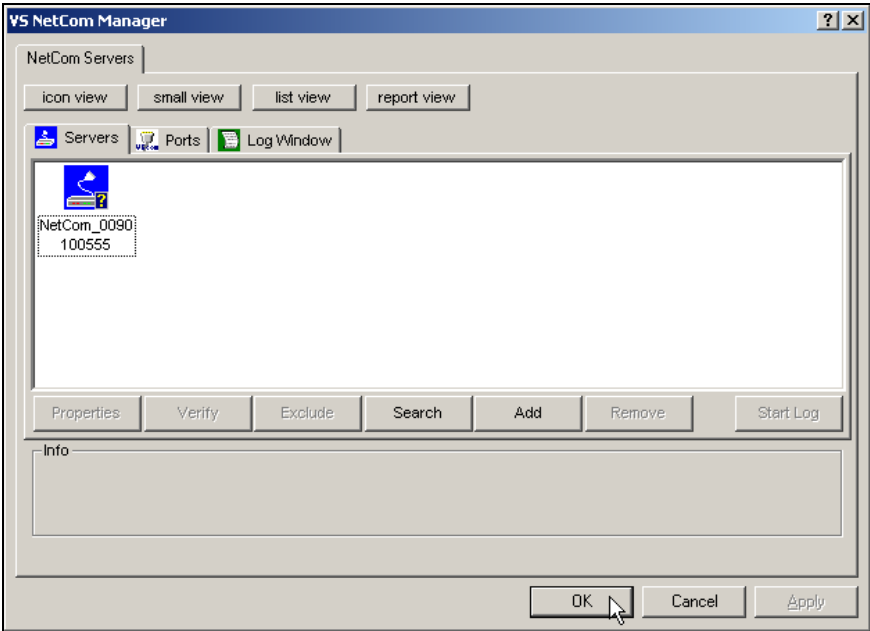 VS NetCom Manager
NetCom Servers
icon view small view list view report view
Servers Ports Log Window
NetCom_0090
100555
Properties Verify Exclude Search Add Remove Start Log
Info
OK Cancel Apply